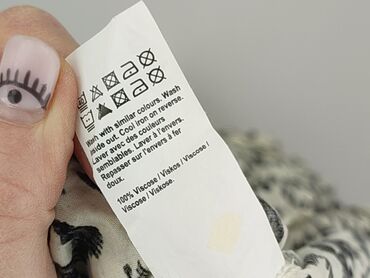 Wash with similar colours. Wash
inside out. Cool iron on reverse.
Laver avec des couleurs
semblables. Laver à l'envers.
Repasser sur l'envers à fer
doux.
100% Viscose / Viskos / Viscose /
Viscose / Viskose.